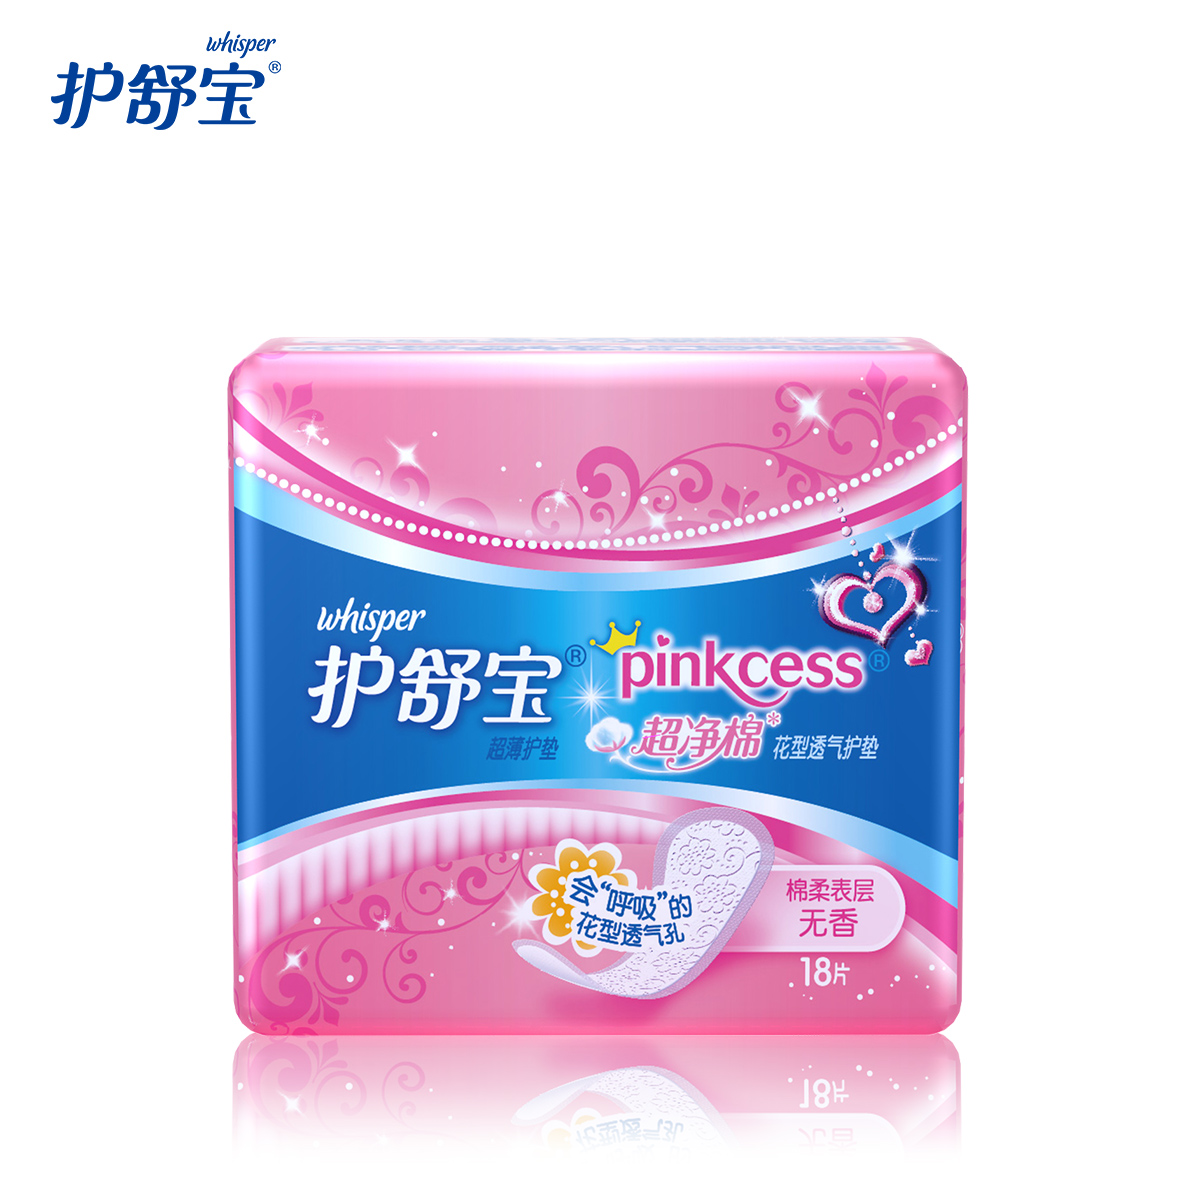 whisper
护舒宝®
whisper
护舒宝®
超薄护垫
pinkcess®
超净棉*
花型透气护垫
会“呼吸”的
花型透气孔
棉柔表层
无香
18片